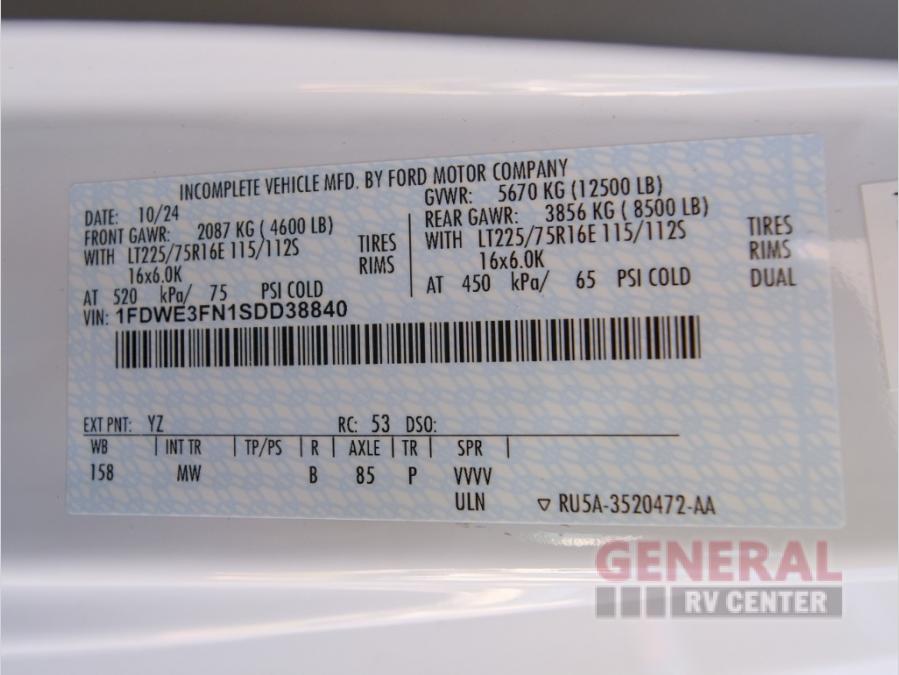 INCOMPLETE VEHICLE MFD. BY FORD MOTOR COMPANY
DATE: 10/24
GVWR: 5670 KG (12500 LB)
FRONT GAWR: 2087 KG ( 4600 LB)
REAR GAWR: 3856 KG ( 8500 LB)
WITH LT225/75R16E 115/112S TIRES
WITH LT225/75R16E 115/112S TIRES
16x6.0K RIMS
16x6.0K RIMS
AT 520 kPa/ 75 PSI COLD
AT 450 kPa/ 65 PSI COLD DUAL
VIN: 1FDWE3FN1SDD38840
EXT PNT: YZ RC: 53 DSO:
WB | INT TR | TP/PS | R | AXLE | TR | SPR |
158 MW B 85 P VVVV
ULN ▽ RU5A-3520472-AA
GENERAL
RV CENTER